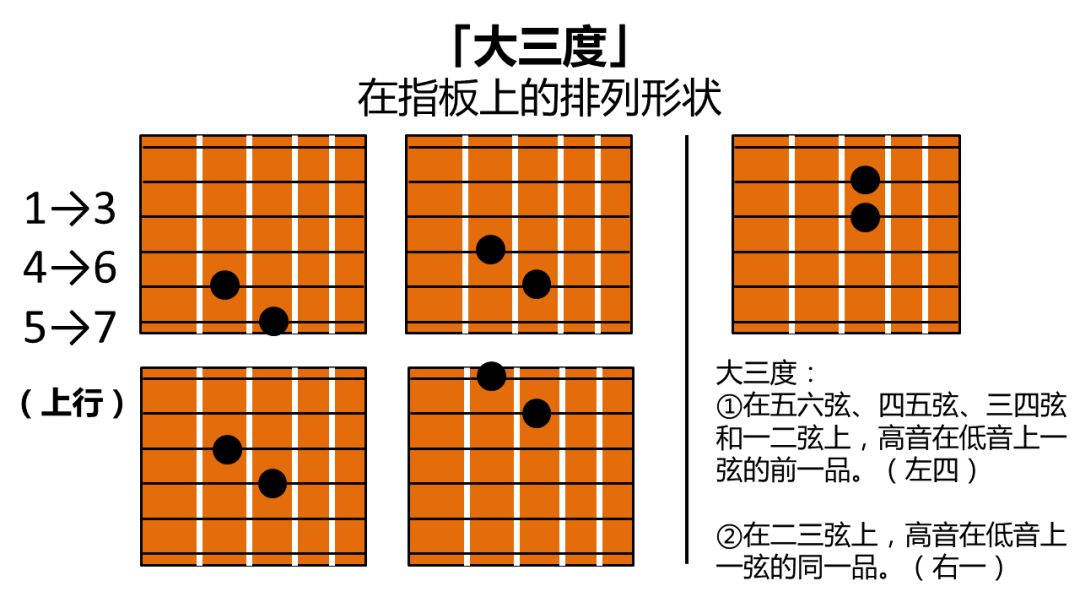 「大三度」
在指板上的排列形状
1→3
4→6
5→7
（上行）
大三度：
①在五六弦、四五弦、三四弦
和一二弦上，高音在低音上一
弦的前一品。（左四）
②在二三弦上，高音在低音上
一弦的同一品。（右一）